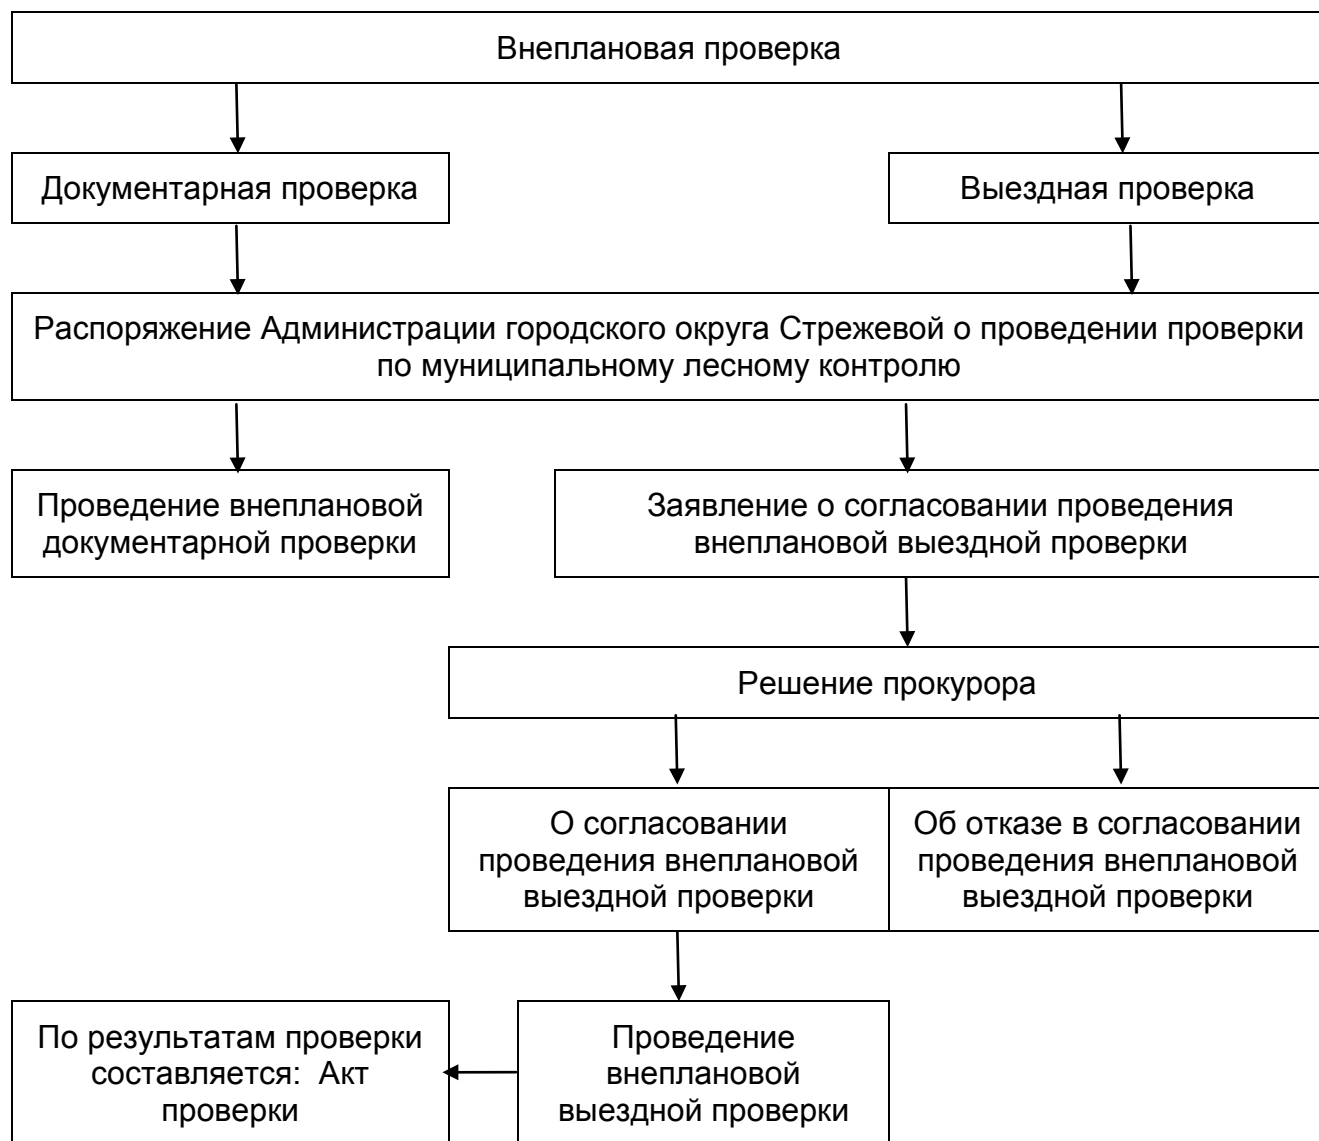 Внеплановая проверка
Документарная проверка
Выездная проверка
Распоряжение Администрации городского округа Стрежевой о проведении проверки
по муниципальному лесному контролю
Проведение внеплановой
документарной проверки
Заявление о согласовании проведения
внеплановой выездной проверки
Решение прокурора
О согласовании
проведения внеплановой
выездной проверки
Об отказе в согласовании
проведения внеплановой
выездной проверки
По результатам проверки
составляется: Акт
проверки
Проведение
внеплановой
выездной проверки